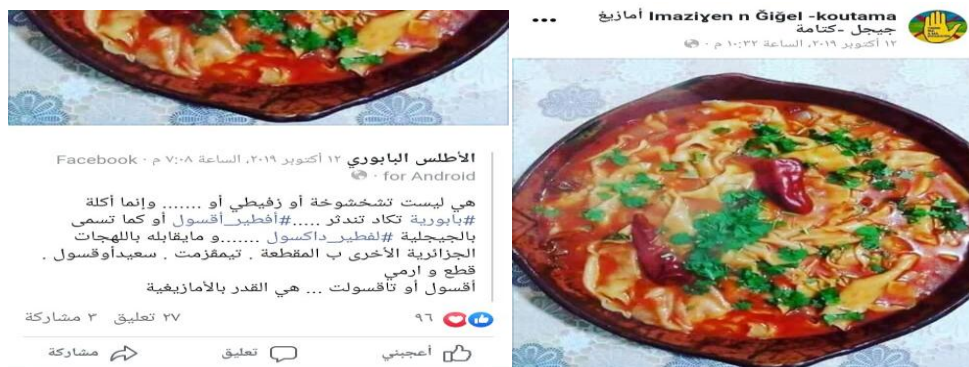 Imaziɣen n Ğiğel -koutama أمازيغ
جيجل -كتامة
١٢ أكتوبر ٢٠١٩، الساعة ١٠:٣٢ م ·
الأطلس البابوري ١٢ أكتوبر ٢٠١٩، الساعة ٧:٠٨ م · Facebook
for Android ·
هي ليست تشخشوخة أو زفيطي أو ....... وإنما أكلة
#بابورية تكاد تندثر .....#أفطير_أقسول أو كما تسمى
بالجيجلية #لفطير_داكسول .......و مايقابله باللهجات
الجزائرية الأخرى ب المقطعة . تيمقزمت . سعيدأوقسول .
قطع و ارمي
أقسول أو تأقسولت ... هي القدر بالأمازيغية
٩٦
٢٧ تعليق ٣ مشاركة
أعجبني
تعليق
مشاركة